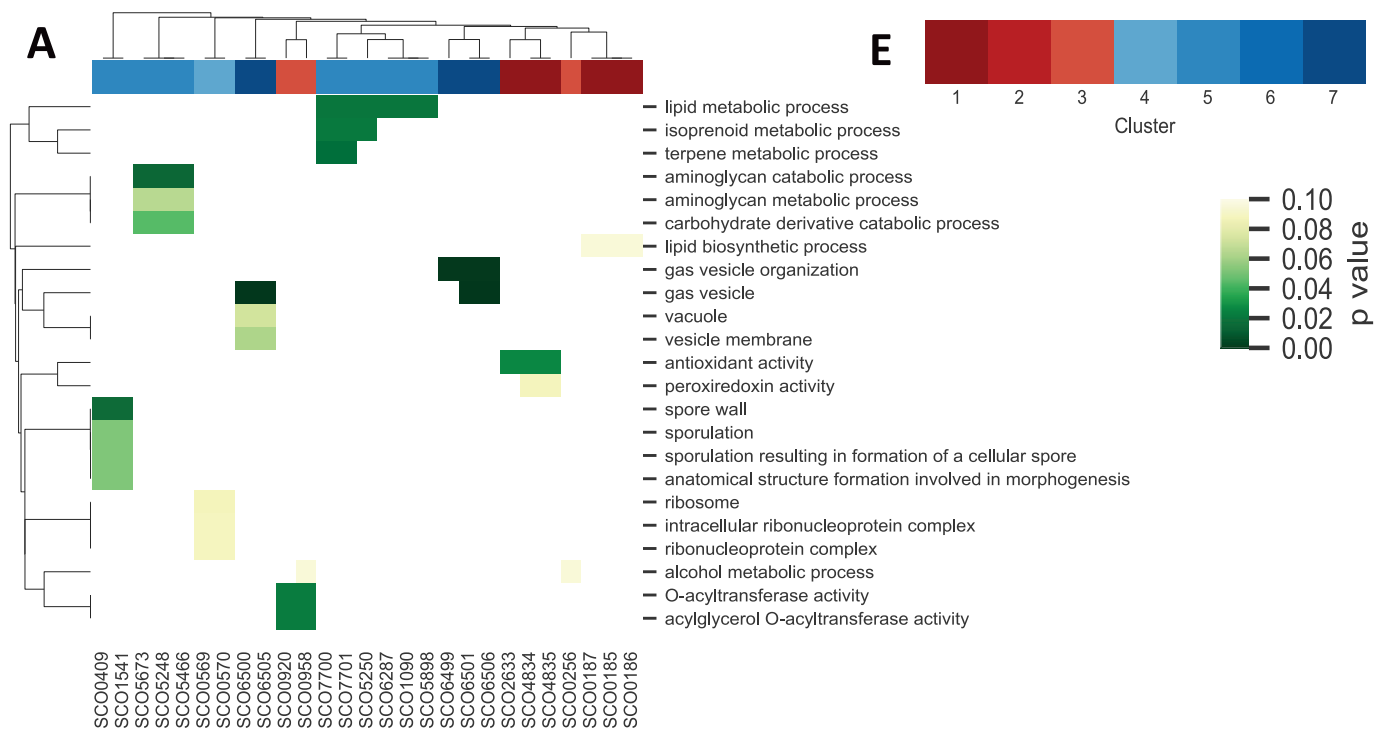 A
E
1 2 3 4 5 6 7
Cluster
lipid metabolic process
isoprenoid metabolic process
terpene metabolic process
aminoglycan catabolic process
aminoglycan metabolic process
carbohydrate derivative catabolic process
lipid biosynthetic process
gas vesicle organization
gas vesicle
vacuole
vesicle membrane
antioxidant activity
peroxiredoxin activity
spore wall
sporulation
sporulation resulting in formation of a cellular spore
anatomical structure formation involved in morphogenesis
ribosome
intracellular ribonucleoprotein complex
ribonucleoprotein complex
alcohol metabolic process
O-acyltransferase activity
acylglycerol O-acyltransferase activity
0.10
0.08
0.06
0.04
0.02
0.00
p value
SCO0409
SCO1541
SCO5673
SCO5248
SCO5466
SCO0569
SCO0570
SCO6500
SCO6505
SCO0920
SCO0958
SCO7700
SCO7701
SCO5250
SCO6287
SCO1090
SCO5898
SCO6499
SCO6501
SCO6506
SCO2633
SCO4834
SCO4835
SCO0256
SCO0187
SCO0185
SCO0186